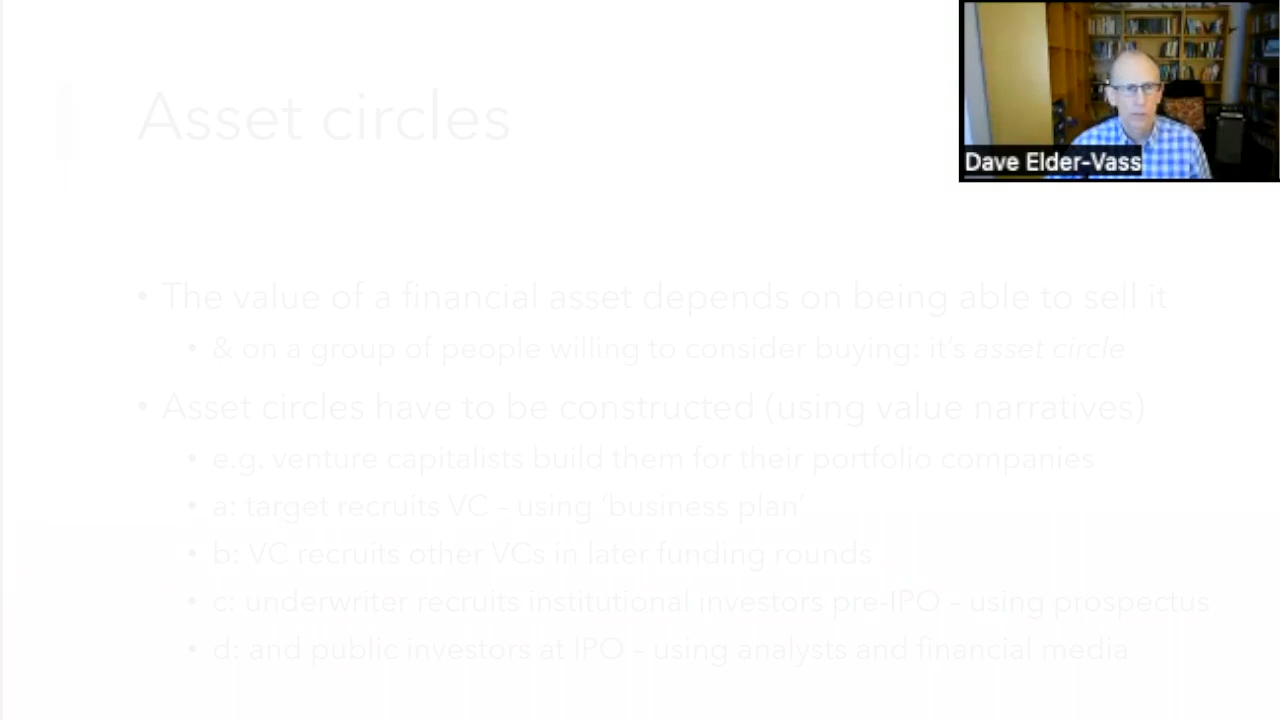 Asset circles
Dave Elder-Vass
• The value of a financial asset depends on being able to sell it
• & on a group of people willing to consider buying: it's asset circle
• Asset circles have to be constructed (using value narratives)
• e.g. venture capitalists build them for their portfolio companies
• a: target recruits VC – using 'business plan'
• b: VC recruits other VCs in later funding rounds
• c: underwriter recruits institutional investors pre-IPO – using prospectus
• d: and public investors at IPO – using analysts and financial media